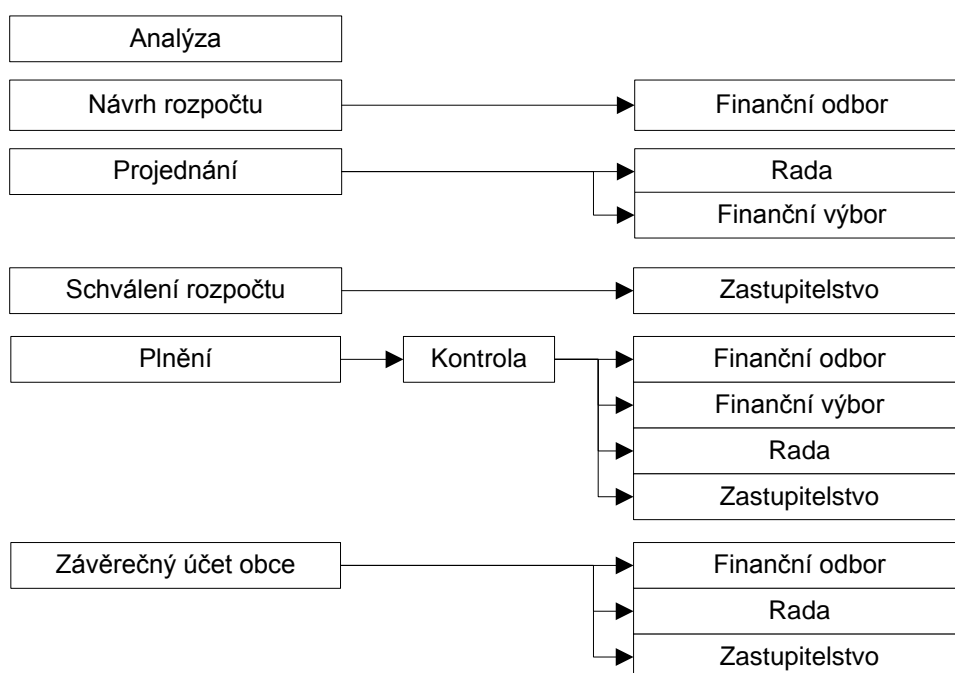 Analýza
Návrh rozpočtu
Finanční odbor
Projednání
Rada
Finanční výbor
Schválení rozpočtu
Zastupitelstvo
Plnění
Kontrola
Finanční odbor
Finanční výbor
Rada
Zastupitelstvo
Závěrečný účet obce
Finanční odbor
Rada
Zastupitelstvo